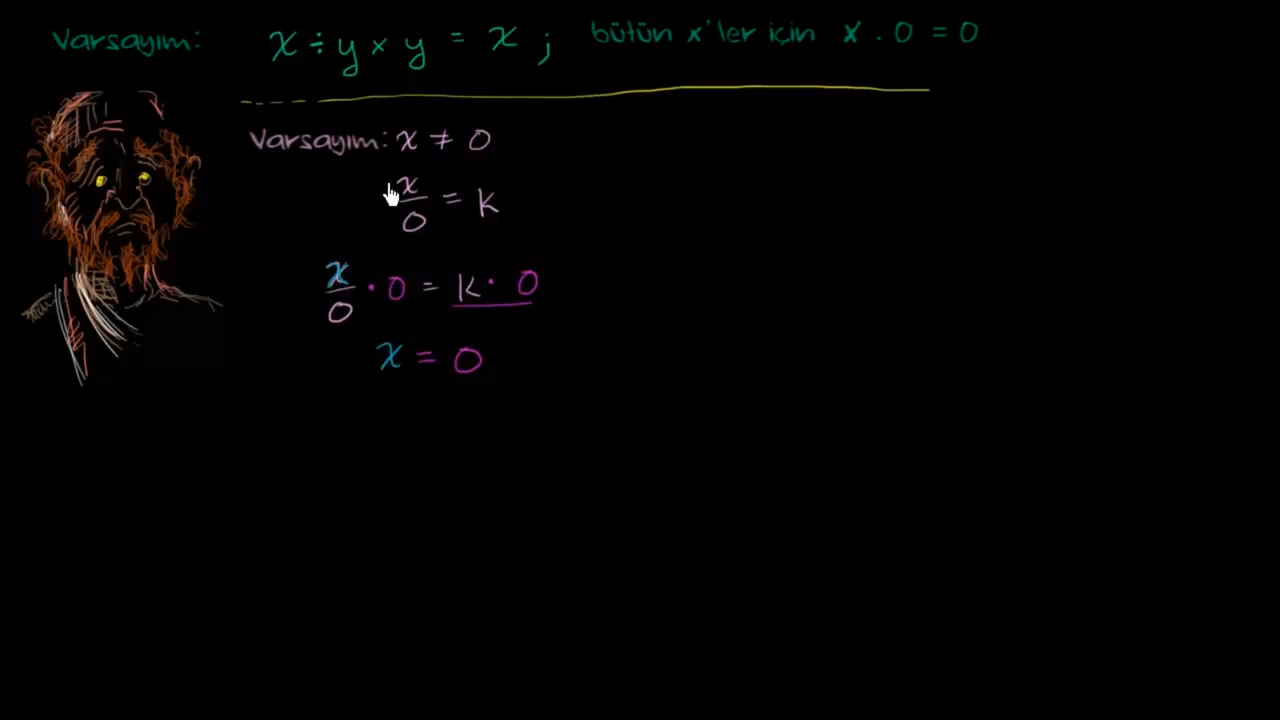 Varsayım: x ÷ y × y = x ; bütün x'ler için x . 0 = 0
Varsayım: x ≠ 0
x/0 = k
x/0 · 0 = k · 0
x = 0